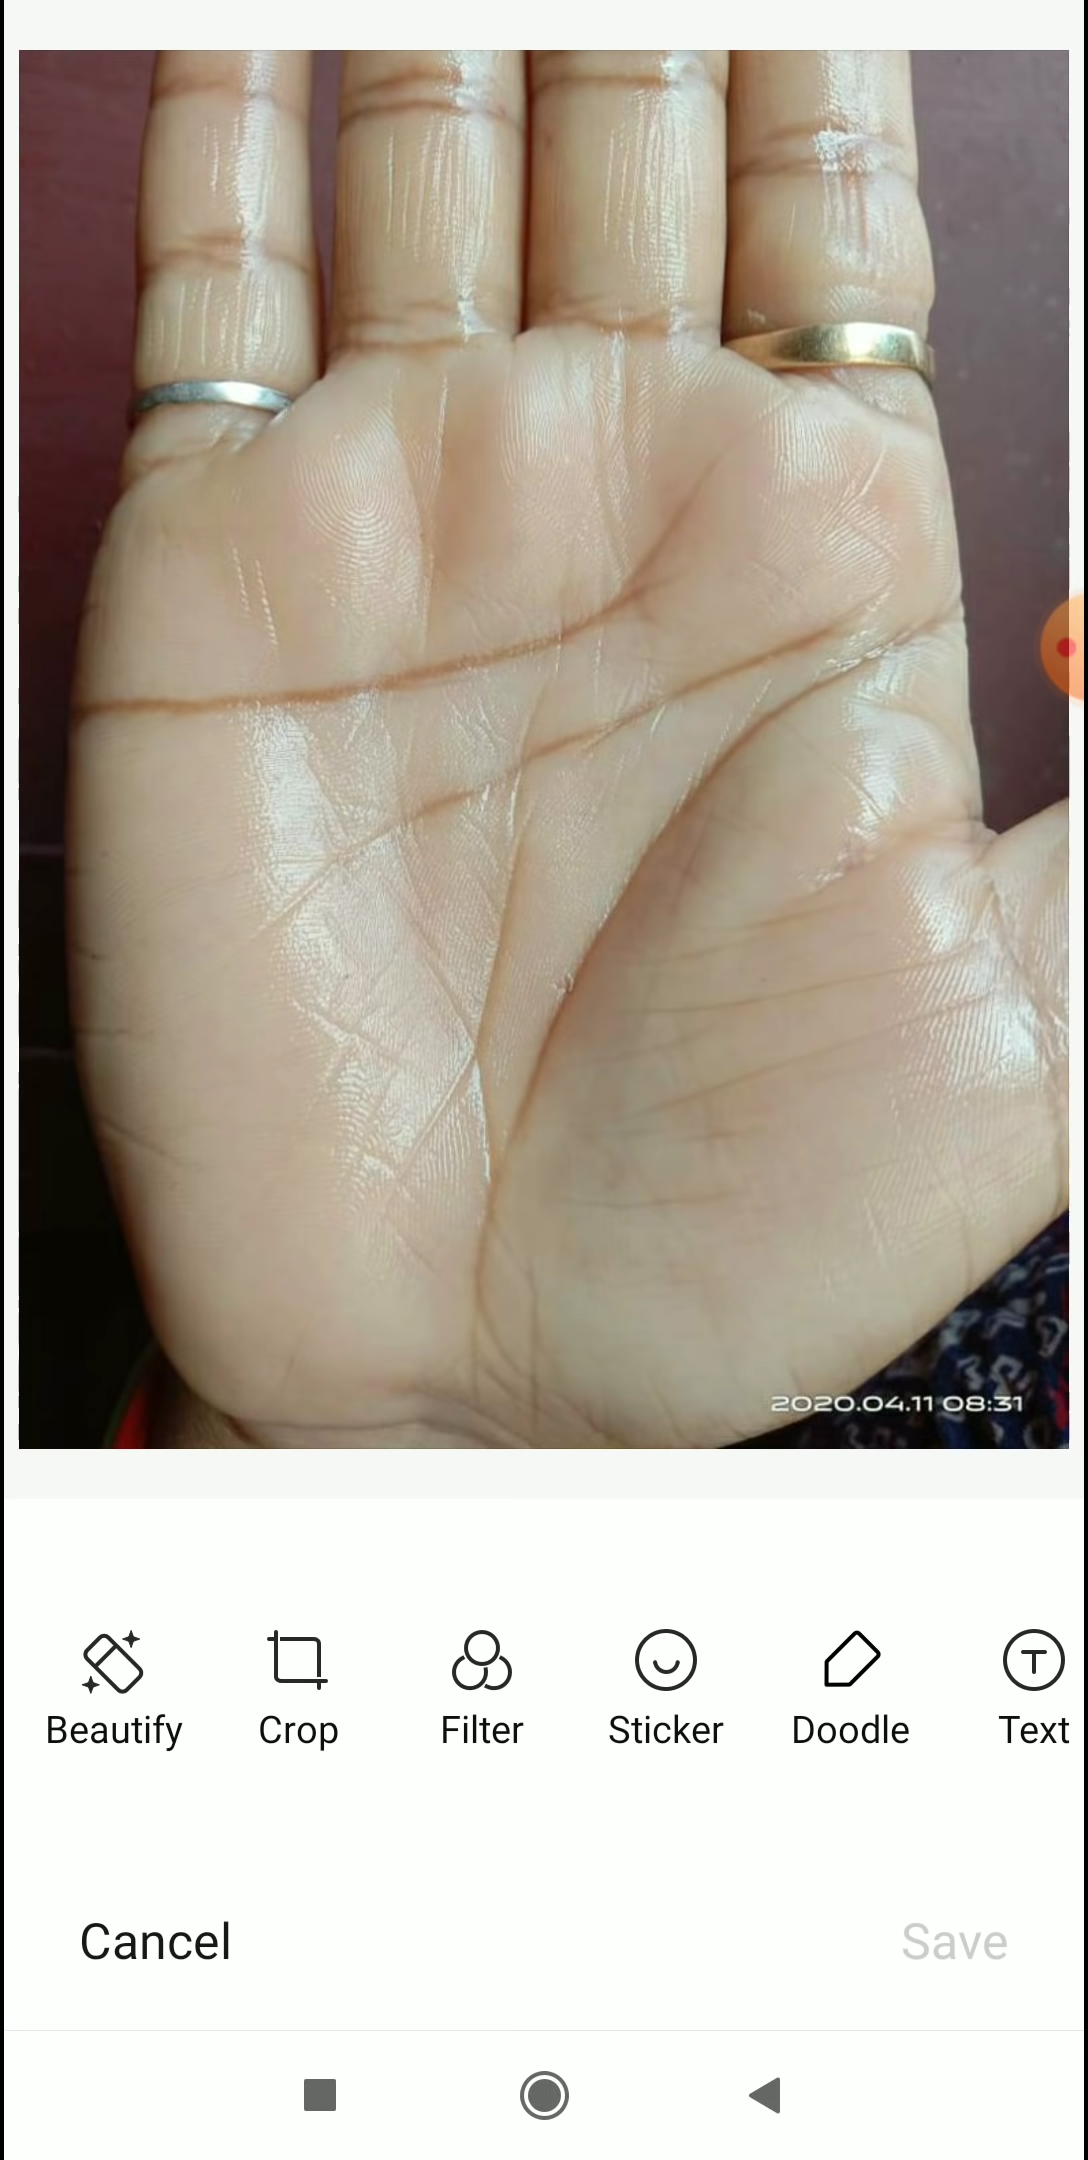 2020.04.11 08:31
Beautify
Crop
Filter
Sticker
Doodle
Text
Cancel
Save